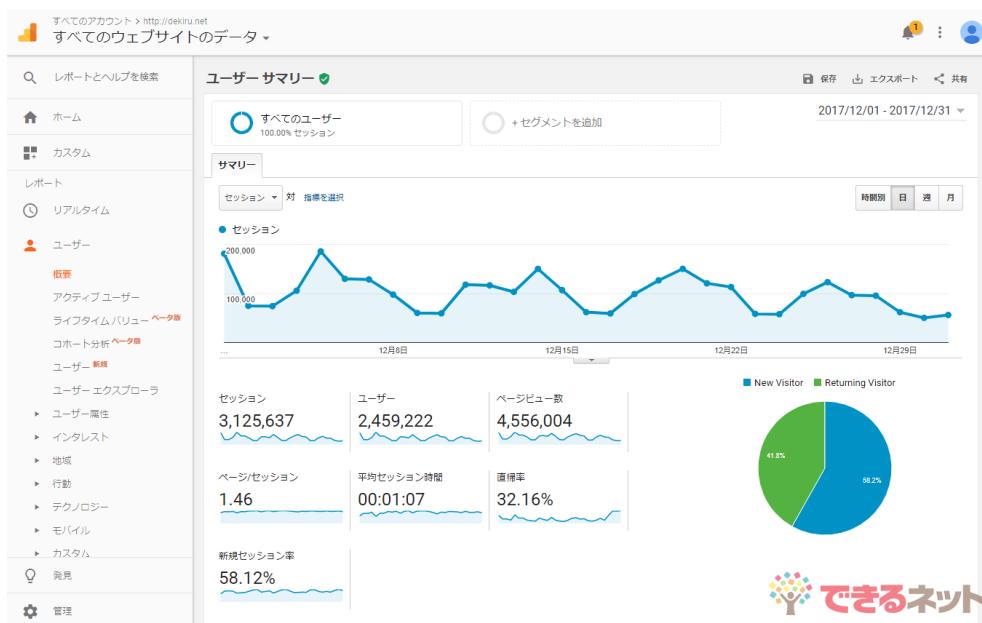 すべてのアカウント > http://dekiru.net
すべてのウェブサイトのデータ
1
レポートとヘルプを検索
ホーム
カスタム
レポート
リアルタイム
ユーザー
概要
アクティブ ユーザー
ライフタイム バリュー ベータ版
コホート分析 ベータ版
ユーザー 新規
ユーザー エクスプローラ
ユーザー属性
インタレスト
地域
行動
テクノロジー
モバイル
カスタム
発見
管理
ユーザー サマリー
保存 エクスポート 共有
すべてのユーザー
100.00% セッション
+ セグメントを追加
2017/12/01 - 2017/12/31
サマリー
セッション 対 指標を選択
時間別 日 週 月
セッション
200,000
100,000
... 12月8日 12月15日 12月22日 12月29日
New Visitor Returning Visitor
セッション
3,125,637
ユーザー
2,459,222
ページビュー数
4,556,004
ページ/セッション
1.46
平均セッション時間
00:01:07
直帰率
32.16%
新規セッション率
58.12%
41.8%
58.2%
できるネット